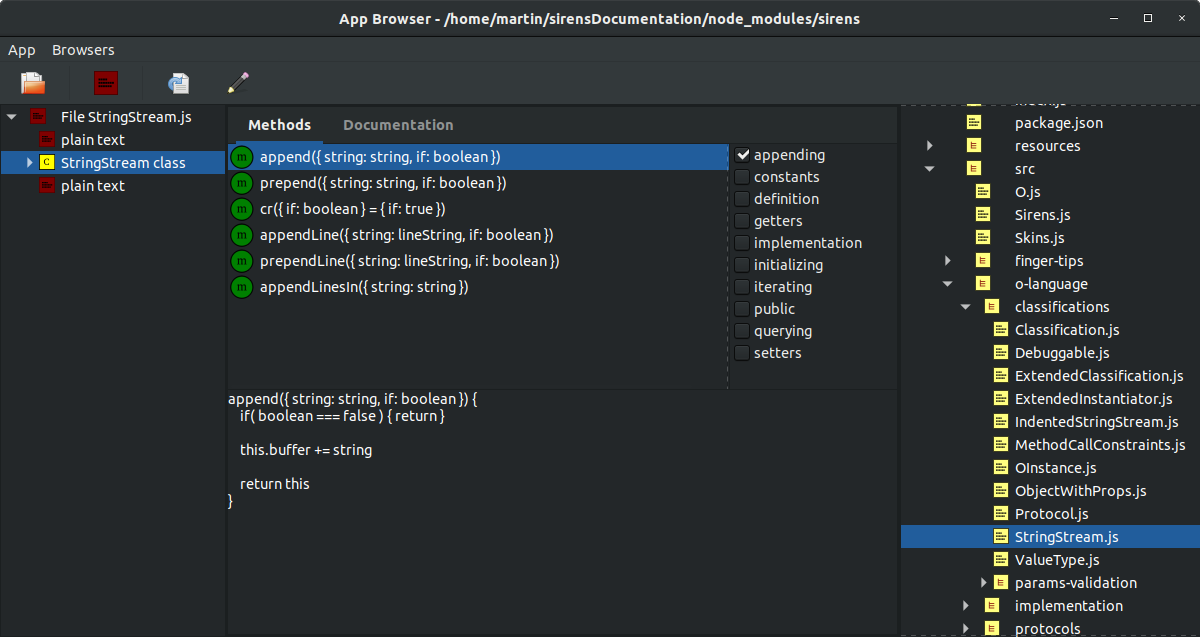 App Browser - /home/martin/sirensDocumentation/node_modules/sirens
App Browsers
File StringStream.js
plain text
StringStream class
plain text
Methods Documentation
append({ string: string, if: boolean })
prepend({ string: string, if: boolean })
cr({ if: boolean } = { if: true })
appendLine({ string: lineString, if: boolean })
prependLine({ string: lineString, if: boolean })
appendLinesIn({ string: string })
appending
constants
definition
getters
implementation
initializing
iterating
public
querying
setters
append({ string: string, if: boolean }) {
if( boolean === false ) { return }
this.buffer += string
return this
}
package.json
resources
src
O.js
Sirens.js
Skins.js
finger-tips
o-language
classifications
Classification.js
Debuggable.js
ExtendedClassification.js
ExtendedInstantiator.js
IndentedStringStream.js
MethodCallConstraints.js
OInstance.js
ObjectWithProps.js
Protocol.js
StringStream.js
ValueType.js
params-validation
implementation
protocols